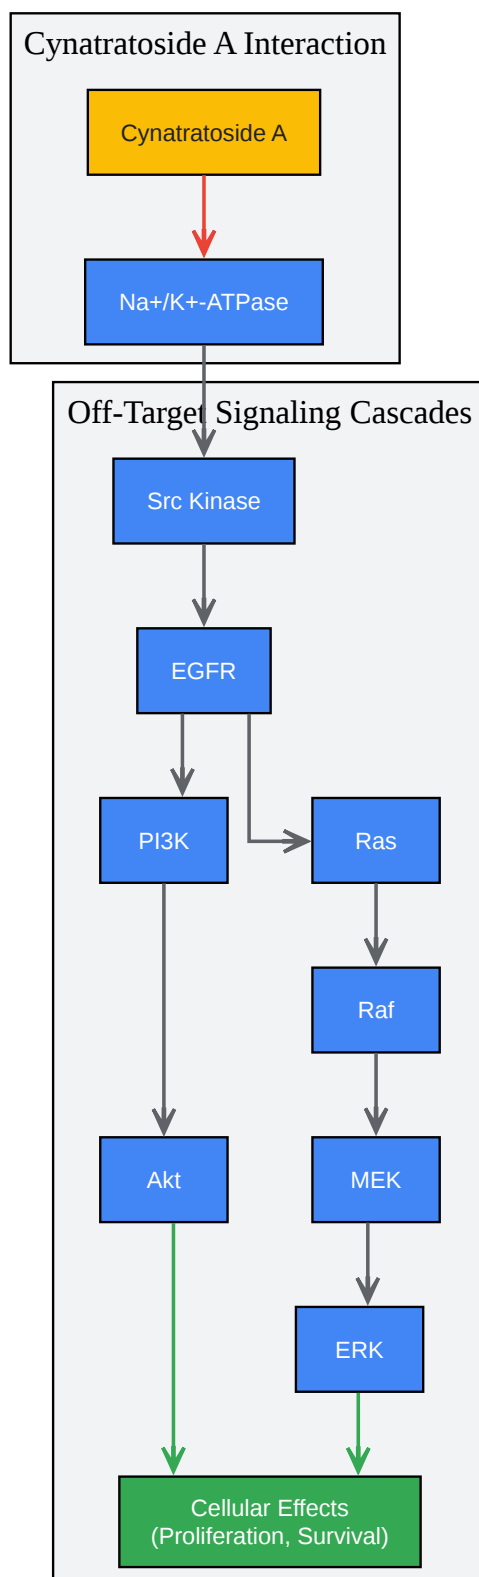 Cynatratoside A Interaction
Cynatratoside A
Na+/K+-ATPase
Off-Target Signaling Cascades
Src Kinase
EGFR
PI3K
Ras
Raf
Akt
MEK
ERK
Cellular Effects
(Proliferation, Survival)